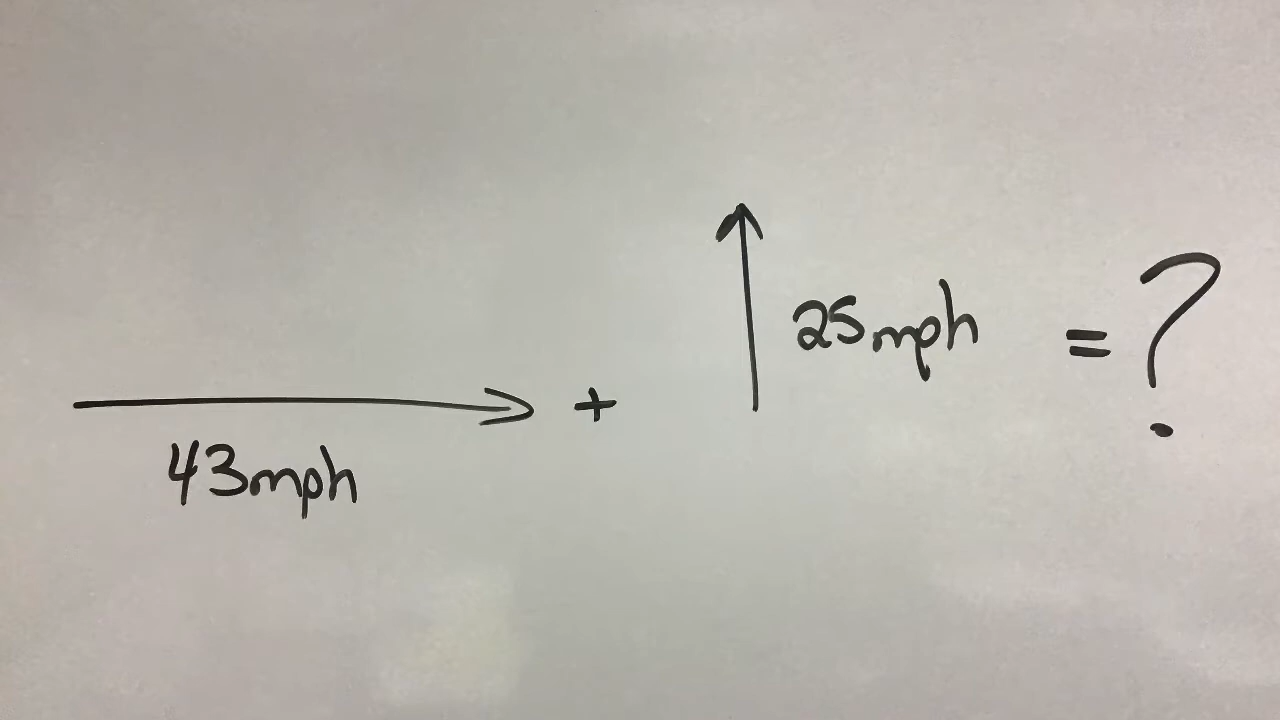 43mph
+
25mph
= ?